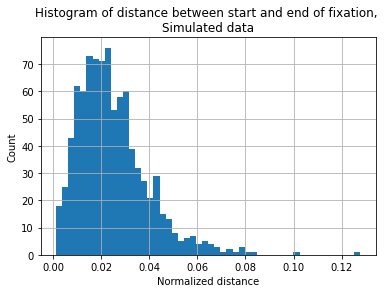 Histogram of distance between start and end of fixation,
Simulated data
70
60
50
40
30
20
10
0
Count
0.00 0.02 0.04 0.06 0.08 0.10 0.12
Normalized distance